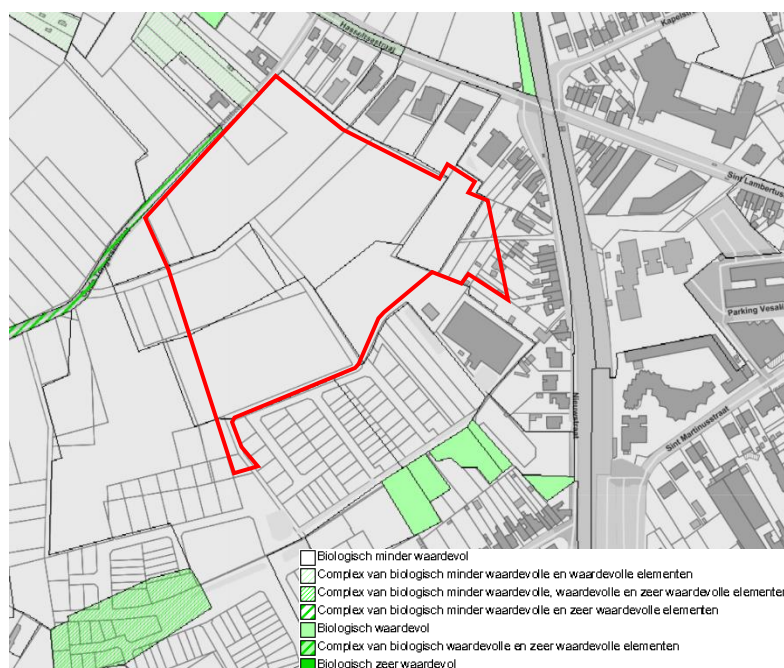 Hasseltsestraat
Kapelstr
Sint Lambertus
Parking Vesali
Nieuwstraat
Sint Martinusstraat
Biologisch minder waardevol
Complex van biologisch minder waardevolle en waardevolle elementen
Complex van biologisch minder waardevolle, waardevolle en zeer waardevolle elementen
Complex van biologisch minder waardevolle en zeer waardevolle elementen
Biologisch waardevol
Complex van biologisch waardevolle en zeer waardevolle elementen
Biologisch zeer waardevol